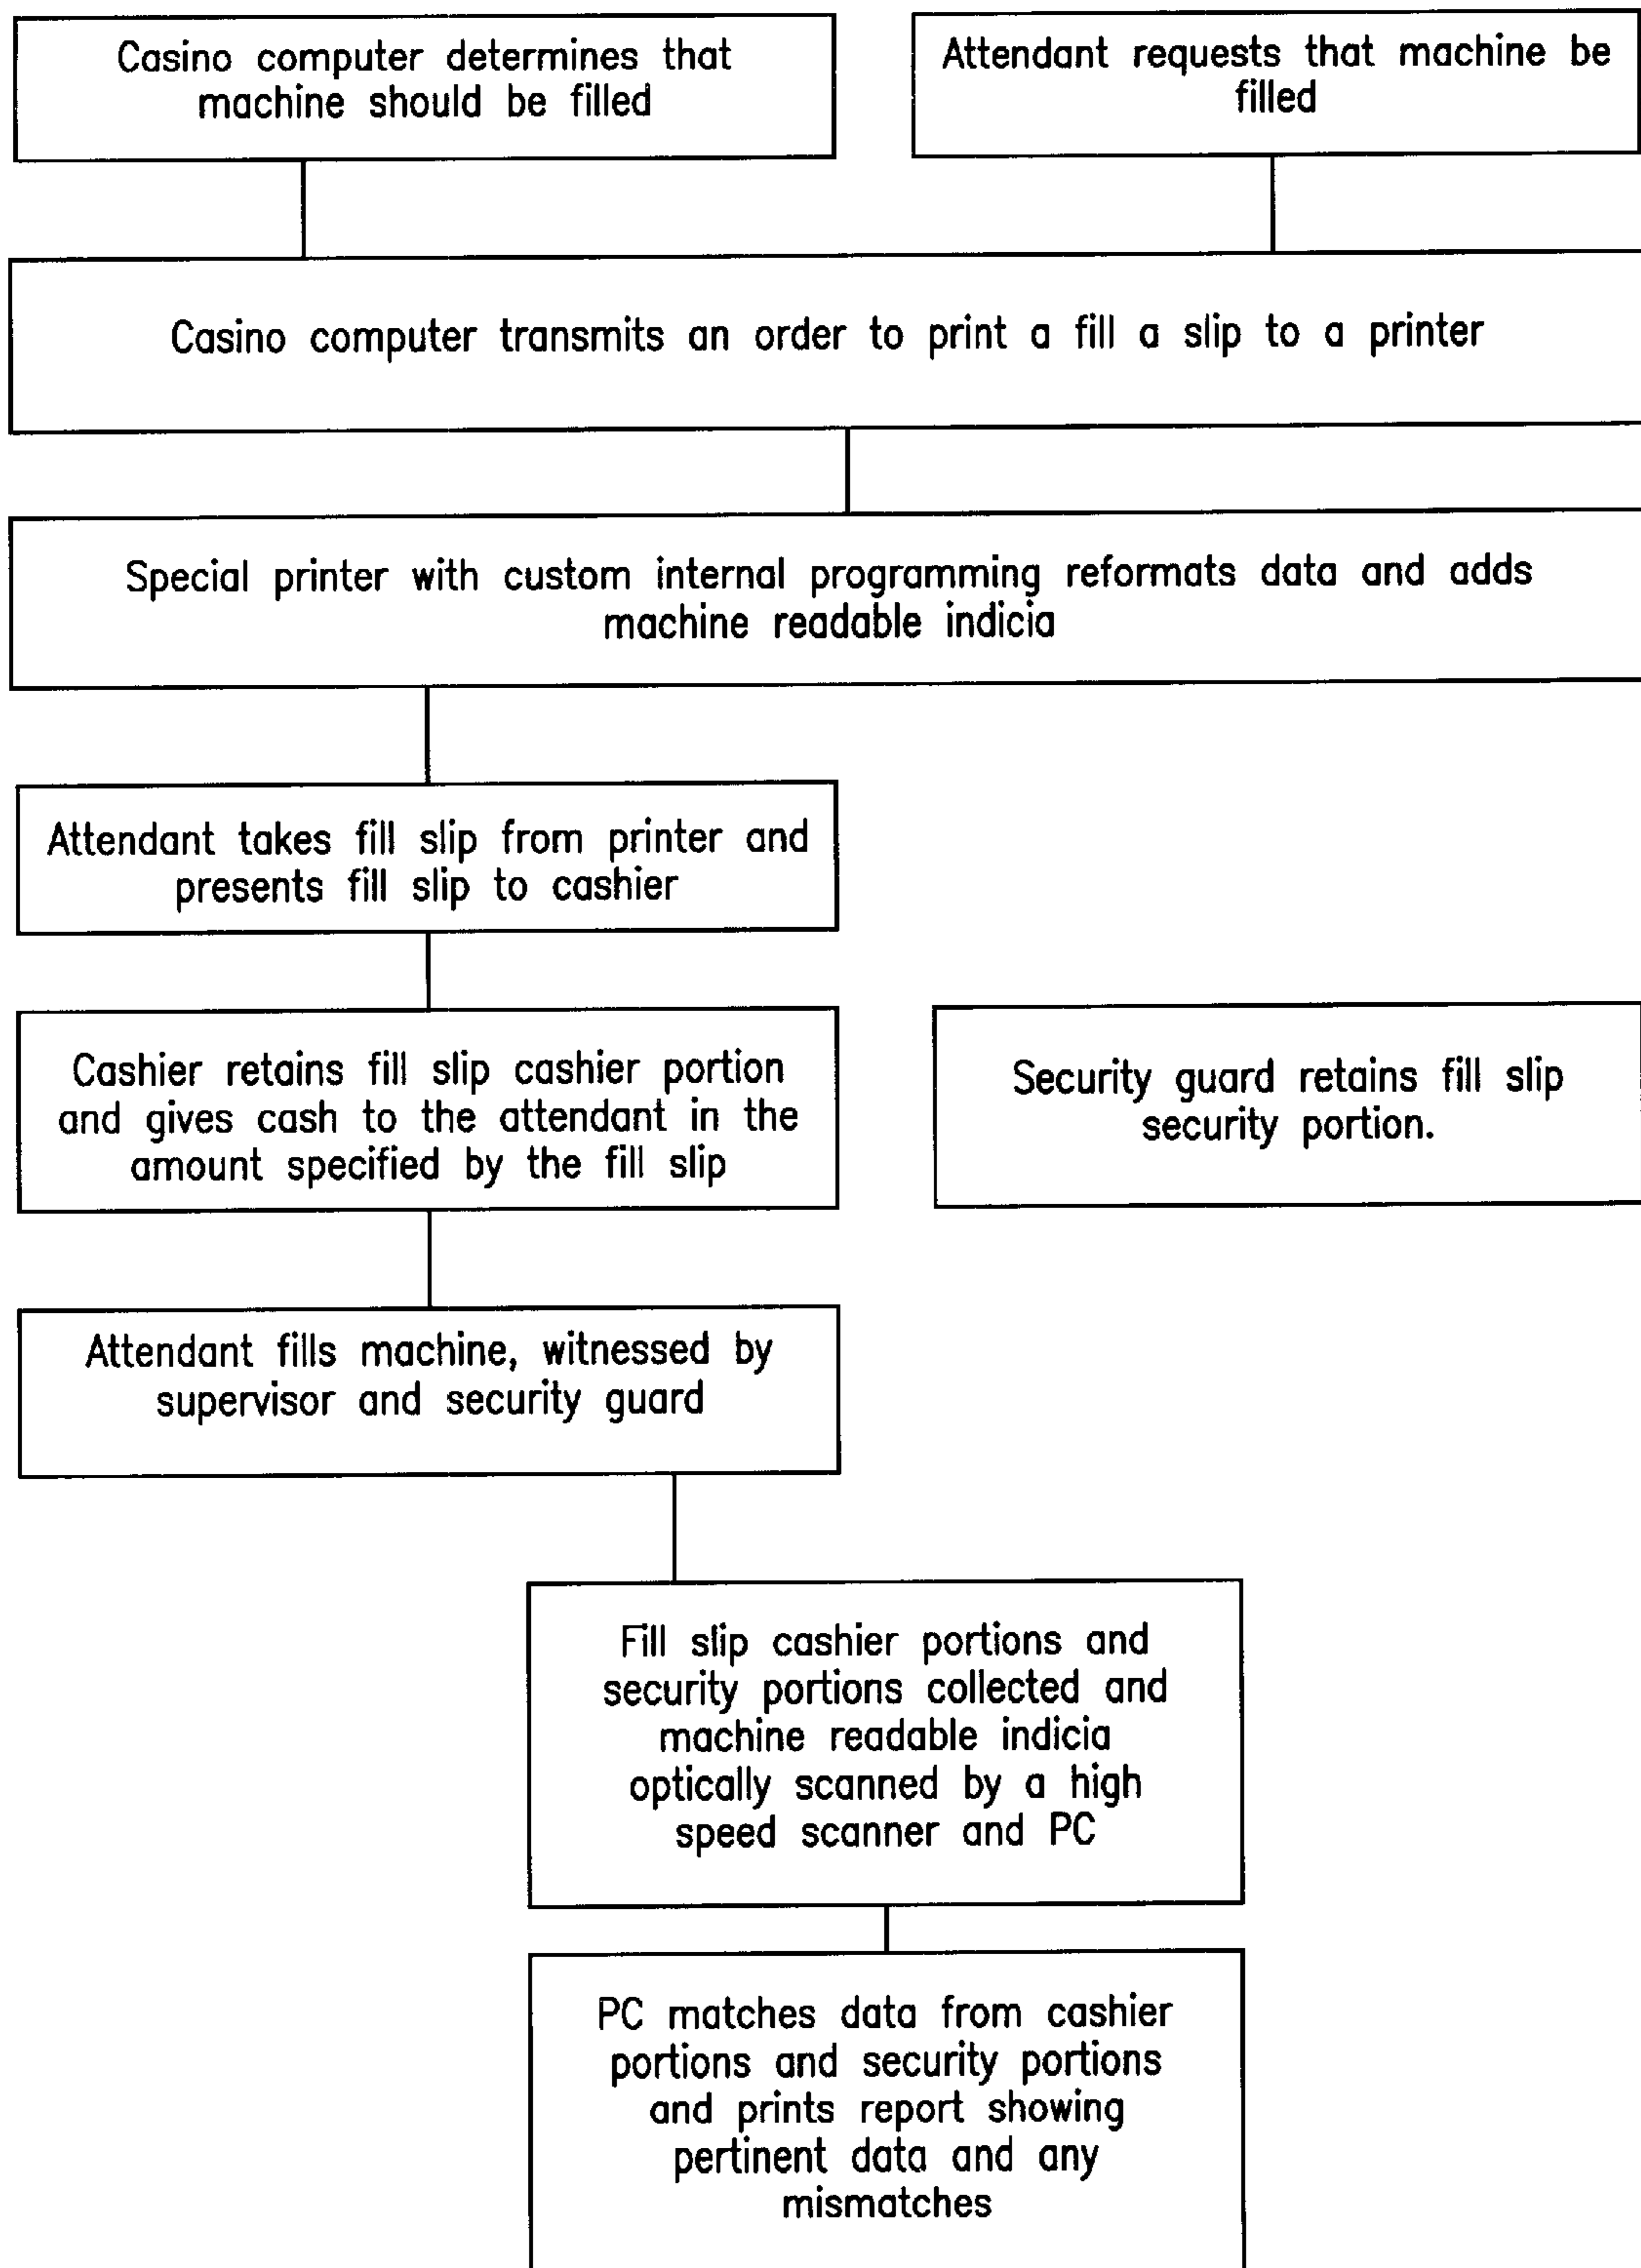 Casino computer determines that
machine should be filled
Attendant requests that machine be
filled
Casino computer transmits an order to print a fill a slip to a printer
Special printer with custom internal programming reformats data and adds
machine readable indicia
Attendant takes fill slip from printer and
presents fill slip to cashier
Cashier retains fill slip cashier portion
and gives cash to the attendant in the
amount specified by the fill slip
Security guard retains fill slip
security portion.
Attendant fills machine, witnessed by
supervisor and security guard
Fill slip cashier portions and
security portions collected and
machine readable indicia
optically scanned by a high
speed scanner and PC
PC matches data from cashier
portions and security portions
and prints report showing
pertinent data and any
mismatches